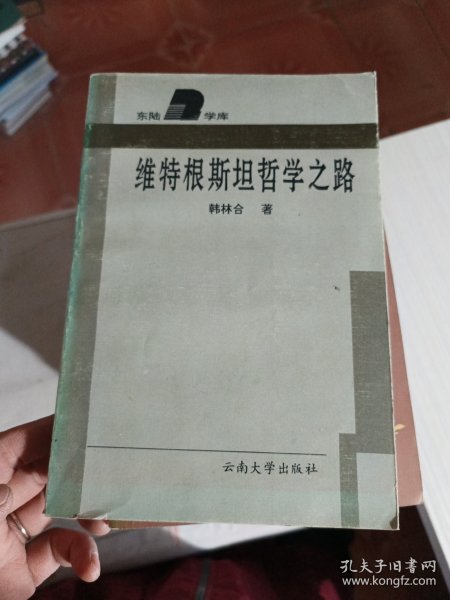 东陆 学库
维特根斯坦哲学之路
韩林合 著
云南大学出版社
孔夫子旧书网
www.kongfz.com